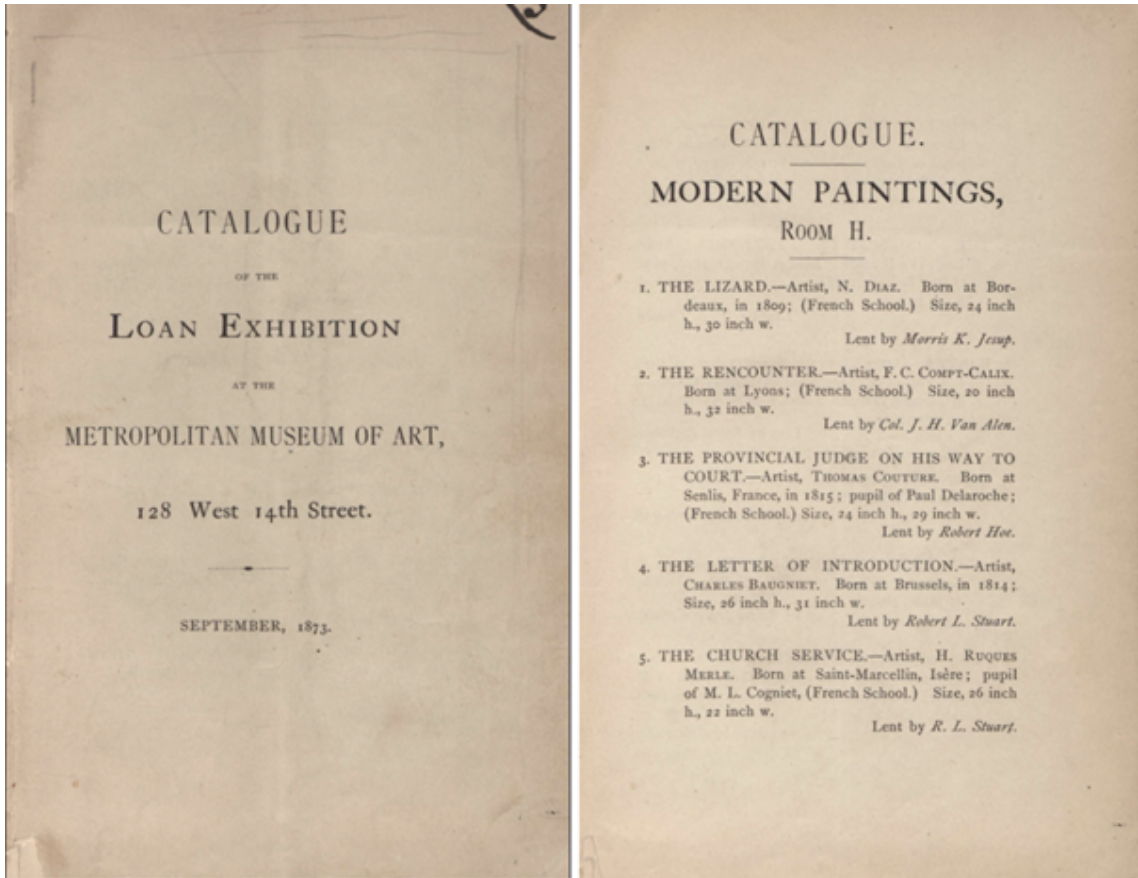 CATALOGUE
OF THE
LOAN EXHIBITION
AT THE
METROPOLITAN MUSEUM OF ART,
128 West 14th Street.
SEPTEMBER, 1873.
CATALOGUE.
MODERN PAINTINGS,
ROOM H.
1. THE LIZARD.—Artist, N. DIAZ. Born at Bor-
deaux, in 1809; (French School.) Size, 24 inch
h., 30 inch w.
Lent by Morris K. Jesup.
2. THE RENCOUNTER.—Artist, F. C. COMPT-CALIX.
Born at Lyons; (French School.) Size, 20 inch
h., 32 inch w.
Lent by Col. J. H. Van Alen.
3. THE PROVINCIAL JUDGE ON HIS WAY TO
COURT.—Artist, THOMAS COUTURE. Born at
Senlis, France, in 1815; pupil of Paul Delaroche;
(French School.) Size, 24 inch h., 29 inch w.
Lent by Robert Hoe.
4. THE LETTER OF INTRODUCTION.—Artist,
CHARLES BAUGNIET. Born at Brussels, in 1814;
Size, 26 inch h., 31 inch w.
Lent by Robert L. Stuart.
5. THE CHURCH SERVICE.—Artist, H. RUQUES
MERLE. Born at Saint-Marcellin, Isère; pupil
of M. L. Cogniet, (French School.) Size, 26 inch
h., 22 inch w.
Lent by R. L. Stuart.